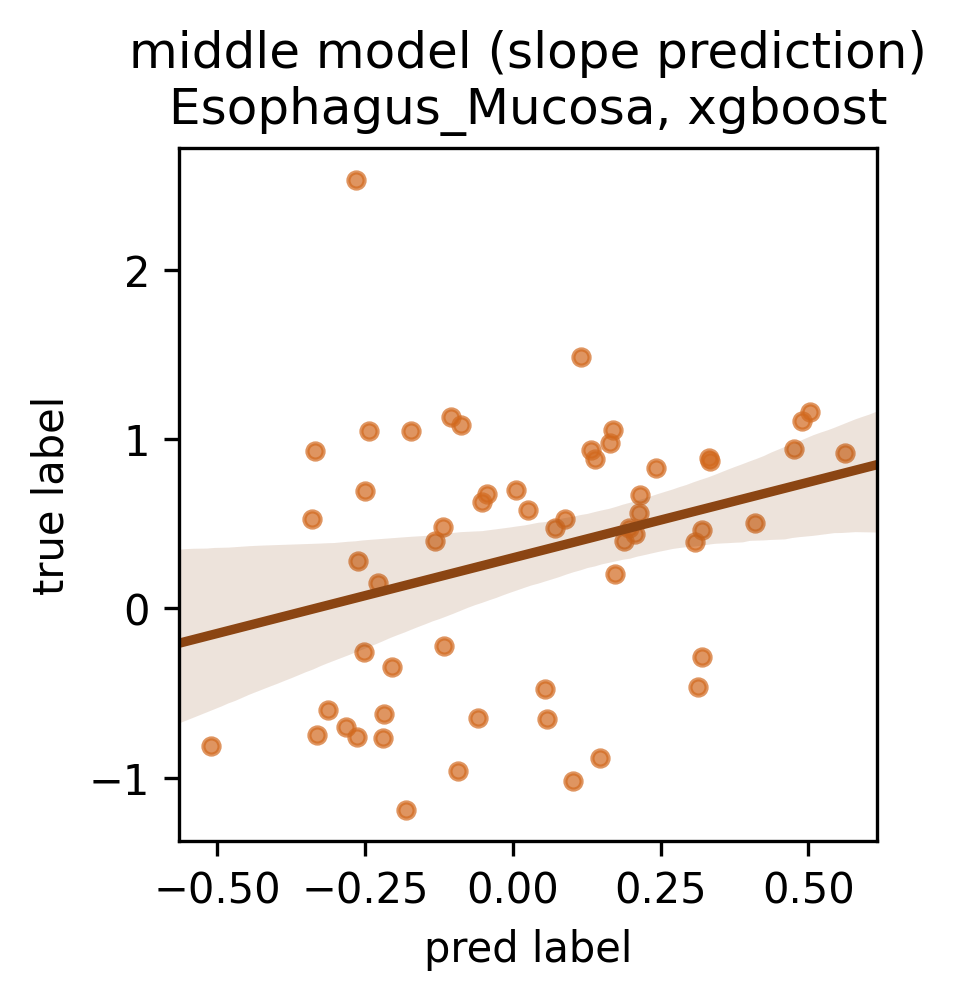 middle model (slope prediction)
Esophagus_Mucosa, xgboost
2
1
0
−1
true label
−0.50 −0.25 0.00 0.25 0.50
pred label